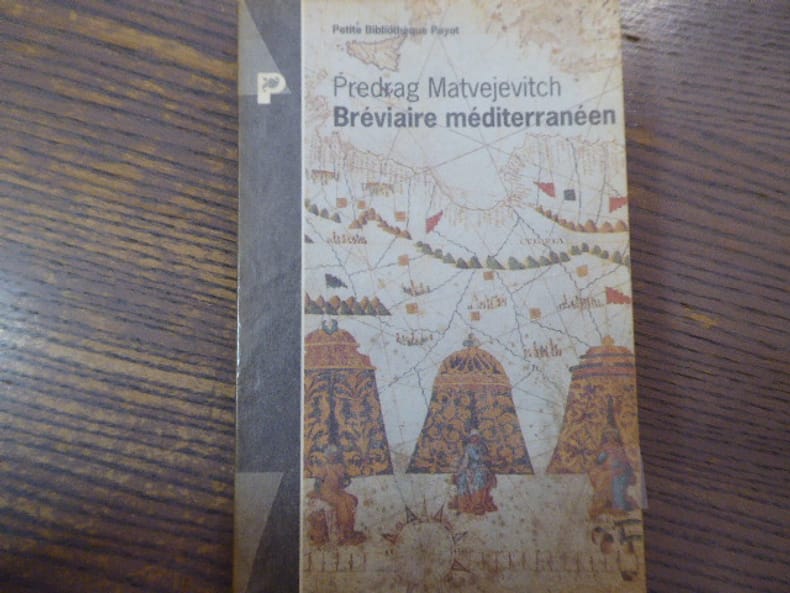 Petite Bibliothèque Payot
P
Predrag Matvejevitch
Bréviaire méditerranéen